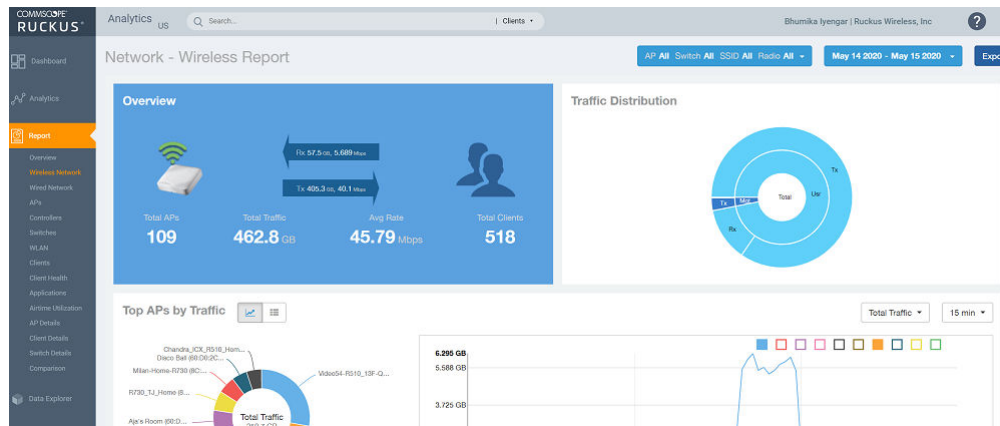 COMMSCOPE
RUCKUS
Analytics US
Search...
| Clients
Bhumika Iyengar | Ruckus Wireless, Inc
?
Dashboard
Analytics
Report
Overview
Wireless Network
Wired Network
APs
Controllers
Switches
WLAN
Clients
Client Health
Applications
Airtime Utilization
AP Details
Client Details
Switch Details
Comparison
Data Explorer
Network - Wireless Report
AP All Switch All SSID All Radio All
May 14 2020 - May 15 2020
Expo
Overview
Rx 57.5 GB, 5.689 Mbps
Tx 405.3 GB, 40.1 Mbps
Total APs
109
Total Traffic
462.8 GB
Avg Rate
45.79 Mbps
Total Clients
518
Traffic Distribution
Tx
Usr
Total
Tx
Rx
Top APs by Traffic
Total Traffic
15 min
Chandra_ICX_R516_Ham...
Disco Ball (60:D0:2C...
Milan-Home-R730 (8C:...
R730_TJ_Home (8...
Aja's Room (60:D...
Video54-R510_13F-Q...
Total Traffic
6.295 GB
5.588 GB
3.725 GB